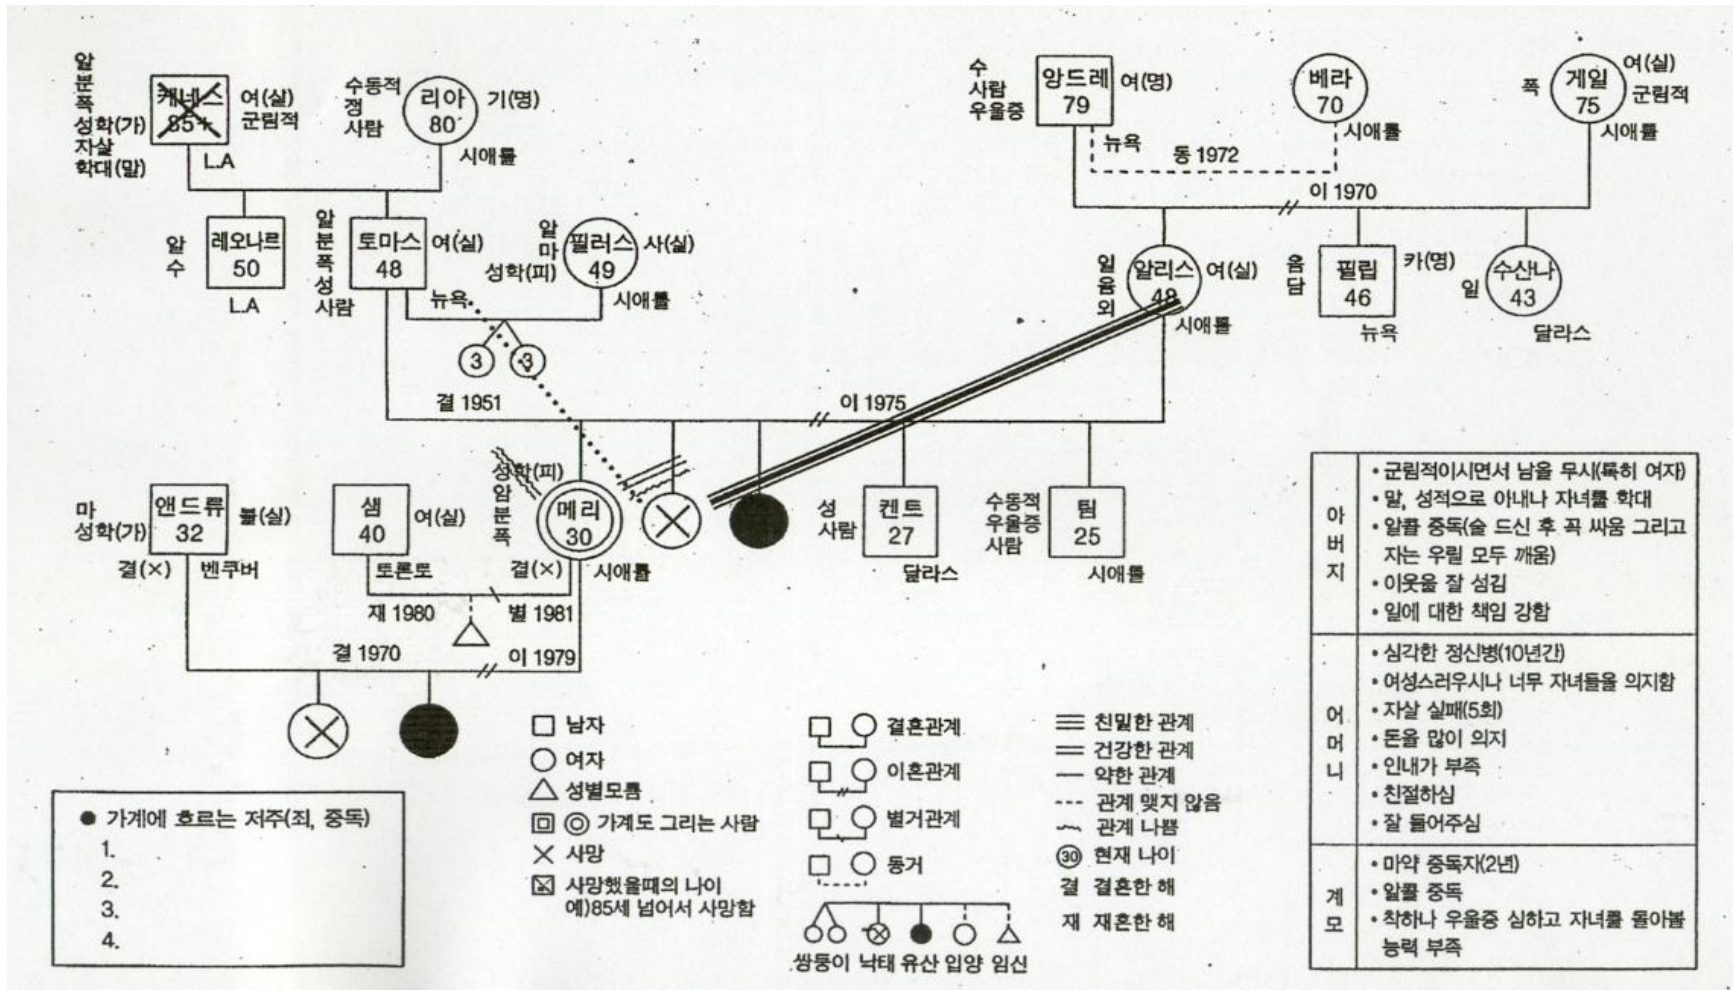 알
분
폭
성학(가)
자살
학대(말)
케네스
85+
여(실)
군림적
L.A
수동적
정
사람
리아
80
기(명)
시애틀
수
사람
우울증
앙드레
79
여(명)
뉴욕
동 1972
베라
70
시애틀
폭
게일
75
여(실)
군림적
시애틀
이 1970
알
수
레오나르
50
L.A
알
분
폭
성
사람
토마스
48
여(실)
뉴욕
알
마
성학(피)
필러스
49
사(실)
시애틀
3
3
일
음
외
알리스
48
여(실)
시애틀
음
담
필립
46
카(명)
뉴욕
일
수산나
43
달라스
결 1951
이 1975
마
성학(가)
앤드류
32
불(실)
결(×)
벤쿠버
샘
40
여(실)
토론토
성학(피)
암
분
폭
메리
30
결(×)
시애틀
성
사람
켄트
27
달라스
수동적
우울증
사람
팀
25
시애틀
재 1980
별 1981
결 1970
이 1979
● 가계에 흐르는 저주(죄, 중독)
1.
2.
3.
4.
남자
여자
성별모름
가계도 그리는 사람
사망
사망했을때의 나이
예)85세 넘어서 사망함
결혼관계
이혼관계
별거관계
동거
쌍둥이 낙태 유산 입양 임신
친밀한 관계
건강한 관계
약한 관계
관계 맺지 않음
관계 나쁨
30 현재 나이
결 결혼한 해
재 재혼한 해
아버지
• 군림적이시면서 남을 무시(특히 여자)
• 말, 성적으로 아내나 자녀를 학대
• 알콜 중독(술 드신 후 꼭 싸움 그리고
자는 우릴 모두 깨움)
• 이웃을 잘 섬김
• 일에 대한 책임 강함
어머니
• 심각한 정신병(10년간)
• 여성스러우시나 너무 자녀들을 의지함
• 자살 실패(5회)
• 돈을 많이 의지
• 인내가 부족
• 친절하심
• 잘 들어주심
계모
• 마약 중독자(2년)
• 알콜 중독
• 착하나 우울증 심하고 자녀를 돌아볼
능력 부족